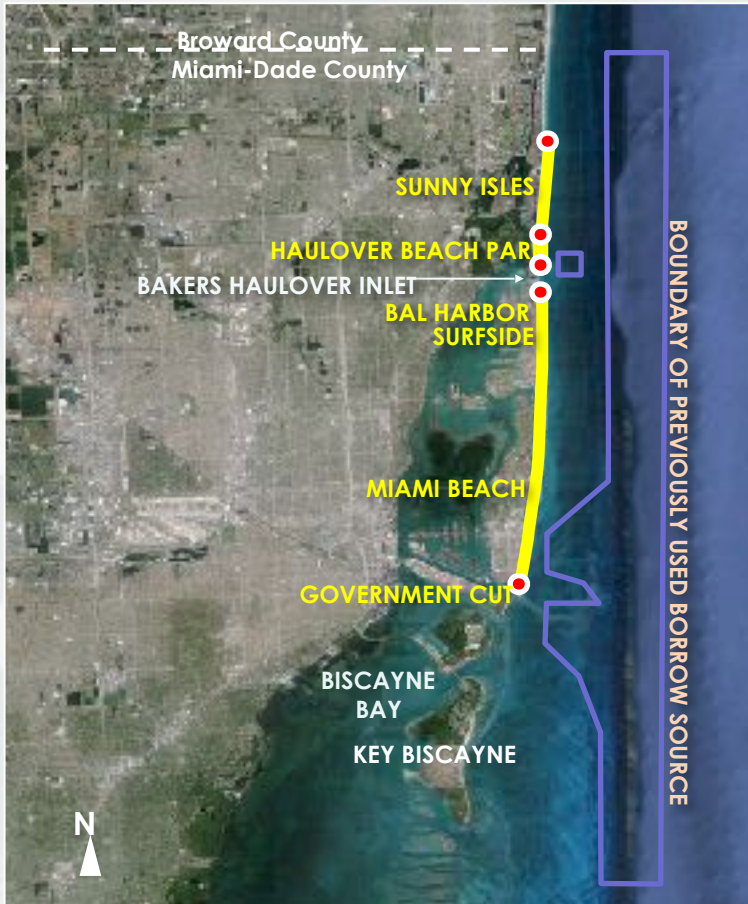 Broward County
Miami-Dade County
SUNNY ISLES
HAULOVER BEACH PAR
BAKERS HAULOVER INLET
BAL HARBOR
SURFSIDE
MIAMI BEACH
GOVERNMENT CUT
BISCAYNE
BAY
KEY BISCAYNE
BOUNDARY OF PREVIOUSLY USED BORROW SOURCE
N